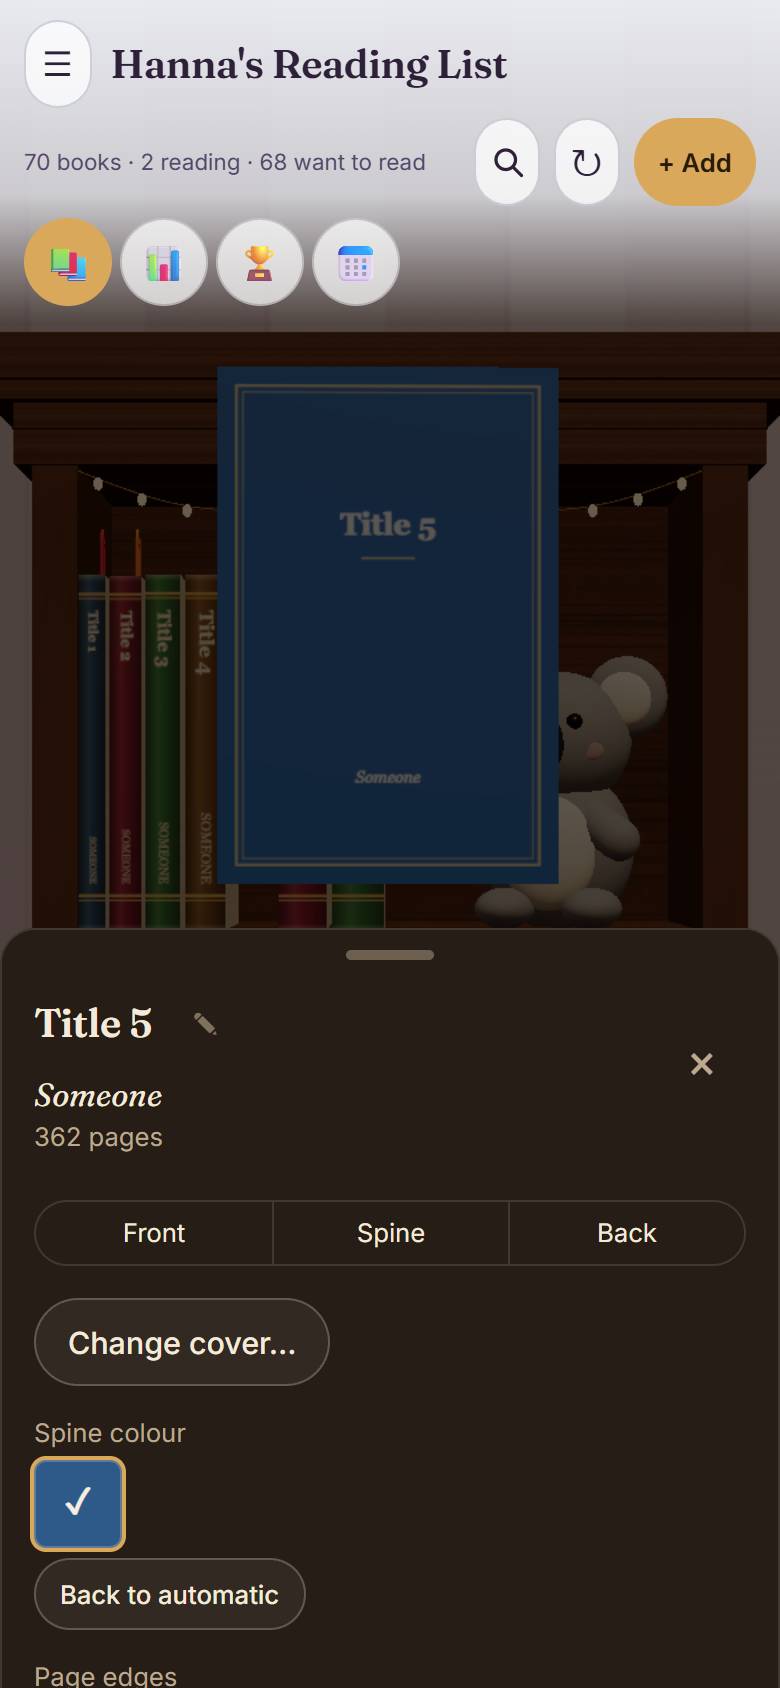 ☰ Hanna's Reading List
70 books · 2 reading · 68 want to read
↻
+ Add
Title 5
Someone
Title 1
SOMEONE
Title 2
SOMEONE
Title 3
SOMEONE
Title 4
SOMEONE
Title 5
×
Someone
362 pages
Front Spine Back
Change cover...
Spine colour
✓
Back to automatic
Page edges